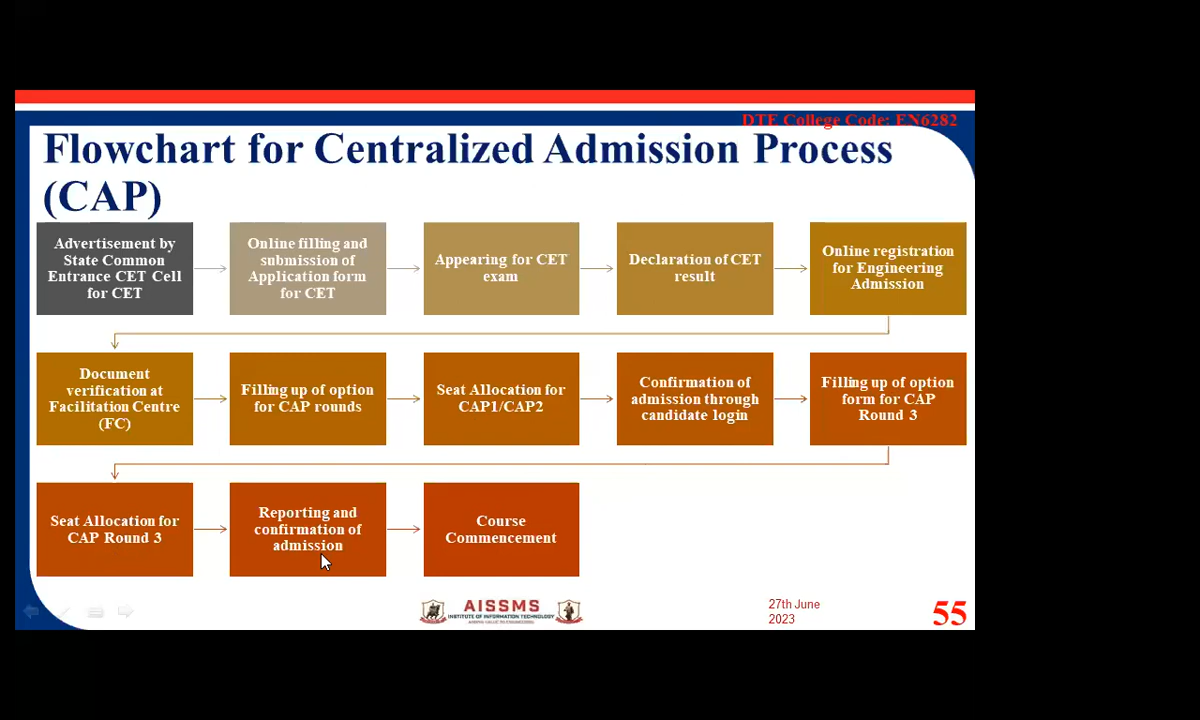 DTE College Code: EN6282
Flowchart for Centralized Admission Process
(CAP)
Advertisement by
State Common
Entrance CET Cell
for CET
Online filling and
submission of
Application form
for CET
Appearing for CET
exam
Declaration of CET
result
Online registration
for Engineering
Admission
Document
verification at
Facilitation Centre
(FC)
Filling up of option
for CAP rounds
Seat Allocation for
CAP1/CAP2
Confirmation of
admission through
candidate login
Filling up of option
form for CAP
Round 3
Seat Allocation for
CAP Round 3
Reporting and
confirmation of
admission
Course
Commencement
AISSMS
INSTITUTE OF INFORMATION TECHNOLOGY
27th June
2023
55